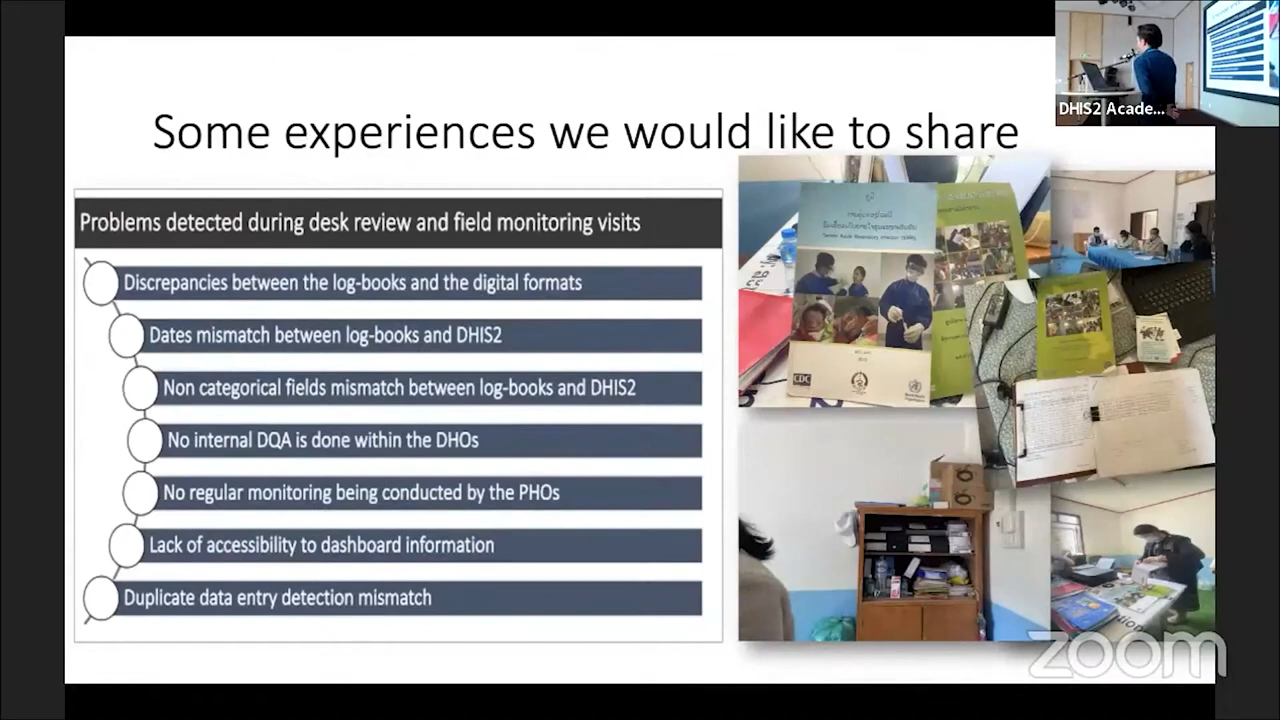 Some experiences we would like to share
DHIS2 Acade...
Problems detected during desk review and field monitoring visits
Discrepancies between the log-books and the digital formats
Dates mismatch between log-books and DHIS2
Non categorical fields mismatch between log-books and DHIS2
No internal DQA is done within the DHOs
No regular monitoring being conducted by the PHOs
Lack of accessibility to dashboard information
Duplicate data entry detection mismatch
ຄູ່ມື
CDC
zoom